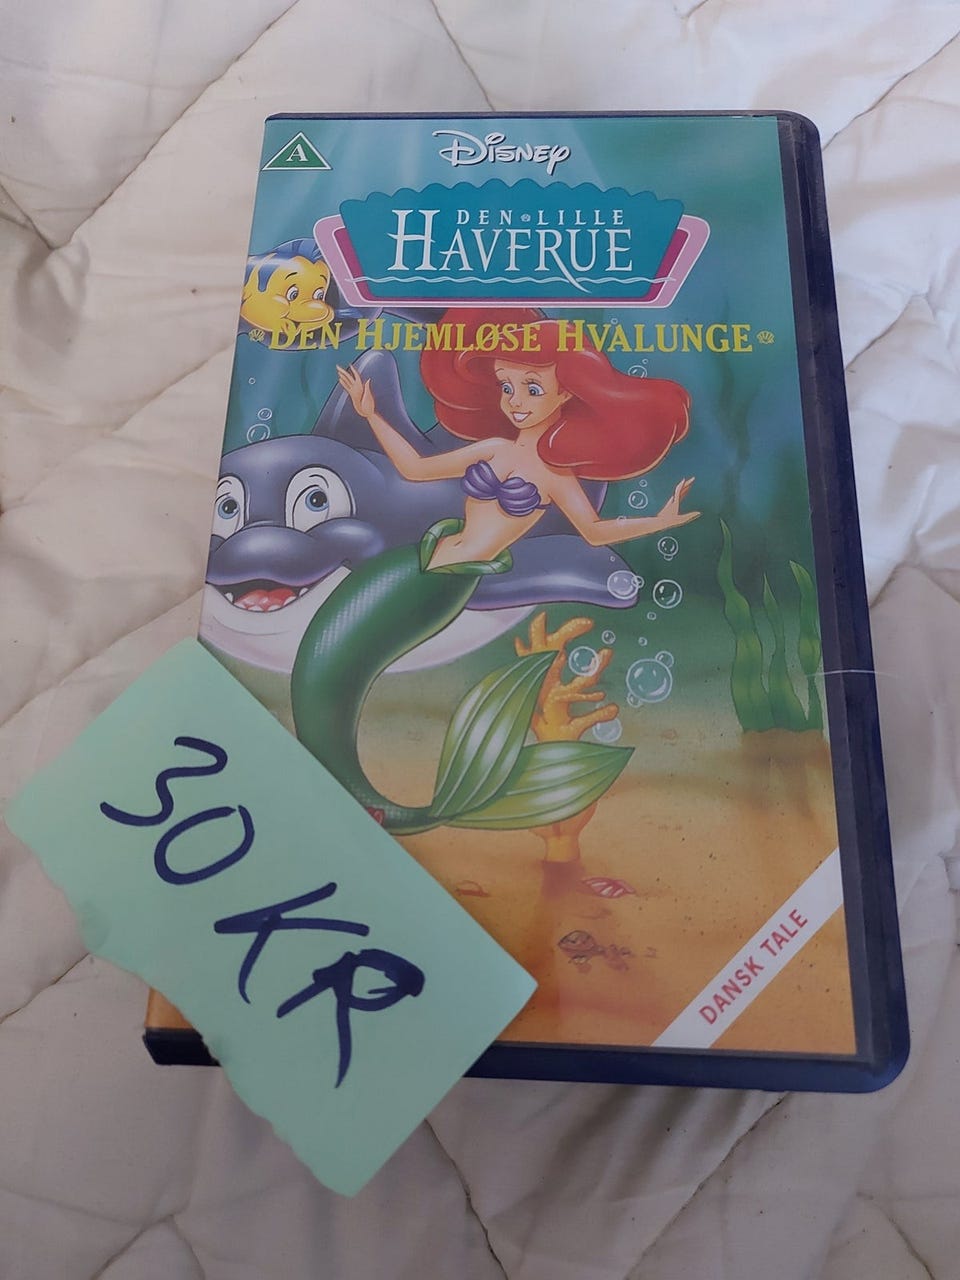 A
Disney
DEN LILLE
HAVFRUE
DEN HJEMLØSE HVALUNGE
DANSK TALE
30 KR